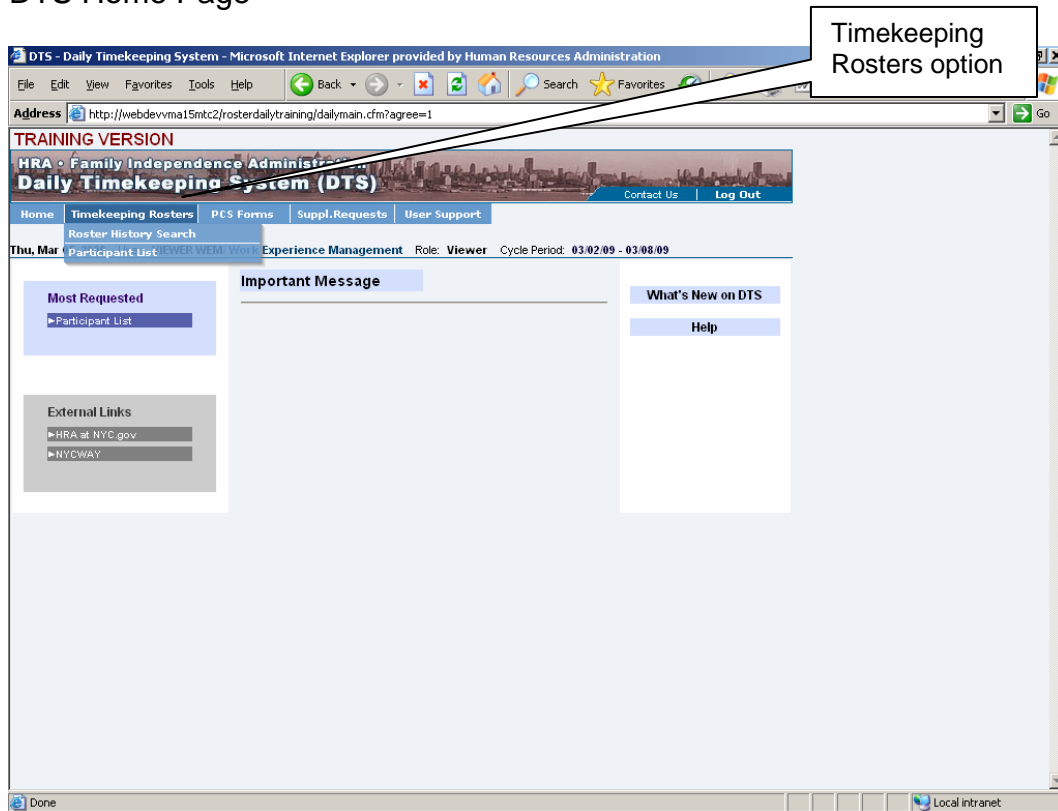 DTS Home Page
Timekeeping
Rosters option
DTS - Daily Timekeeping System - Microsoft Internet Explorer provided by Human Resources Administration
File Edit View Favorites Tools Help Back Search Favorites
Address http://webdevvma15mtc2/rosterdailytraining/dailymain.cfm?agree=1 Go
TRAINING VERSION
HRA • Family Independence
Daily Timekeeping System (DTS)
Contact Us | Log Out
Home Timekeeping Rosters PCS Forms Suppl.Requests User Support
Roster History Search
Participant List
Thu, Mar VIEWER WEM/ Work Experience Management Role: Viewer Cycle Period: 03/02/09 - 03/08/09
Important Message
Most Requested
►Participant List
What's New on DTS
Help
External Links
►HRA at NYC.gov
►NYCWAY
Done Local intranet